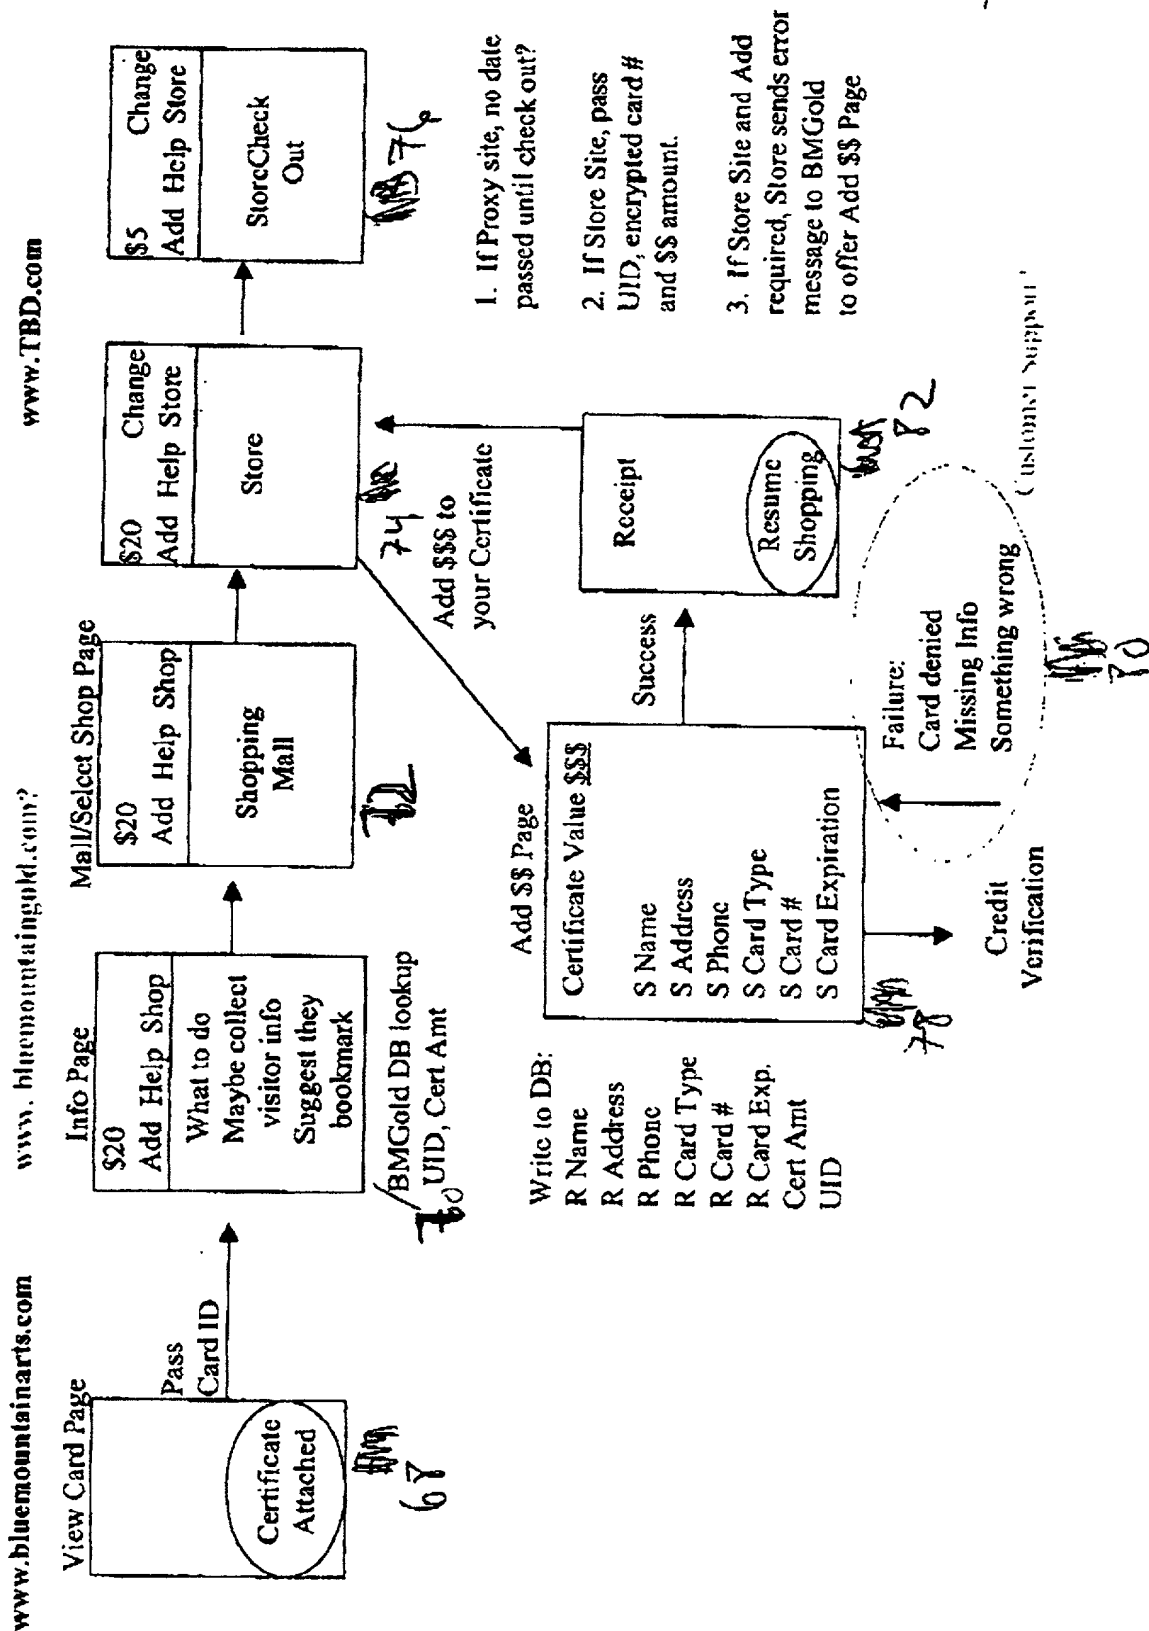 www.bluemountainarts.com
www.bluemountaingold.com?
www.TBD.com
View Card Page
Certificate
Attached
68
Pass
Card ID
Info Page
$20
Add Help Shop
What to do
Maybe collect
visitor info
Suggest they
bookmark
BMGold DB lookup
UID, Cert Amt
70
Mall/Select Shop Page
$20
Add Help Shop
Shopping
Mall
72
$20 Change
Add Help Store
Store
74
$5 Change
Add Help Store
StoreCheck
Out
76
Add $$$ to
your Certificate
1. If Proxy site, no date
passed until check out?
2. If Store Site, pass
UID, encrypted card #
and $$ amount.
3. If Store Site and Add
required, Store sends error
message to BMGold
to offer Add $$ Page
Write to DB:
R Name
R Address
R Phone
R Card Type
R Card #
R Card Exp.
Cert Amt
UID
Add $$ Page
Certificate Value $$$
S Name
S Address
S Phone
S Card Type
S Card #
S Card Expiration
78
Success
Receipt
Resume
Shopping
82
Credit
Verification
Failure:
Card denied
Missing Info
Something wrong
80
Customer Support